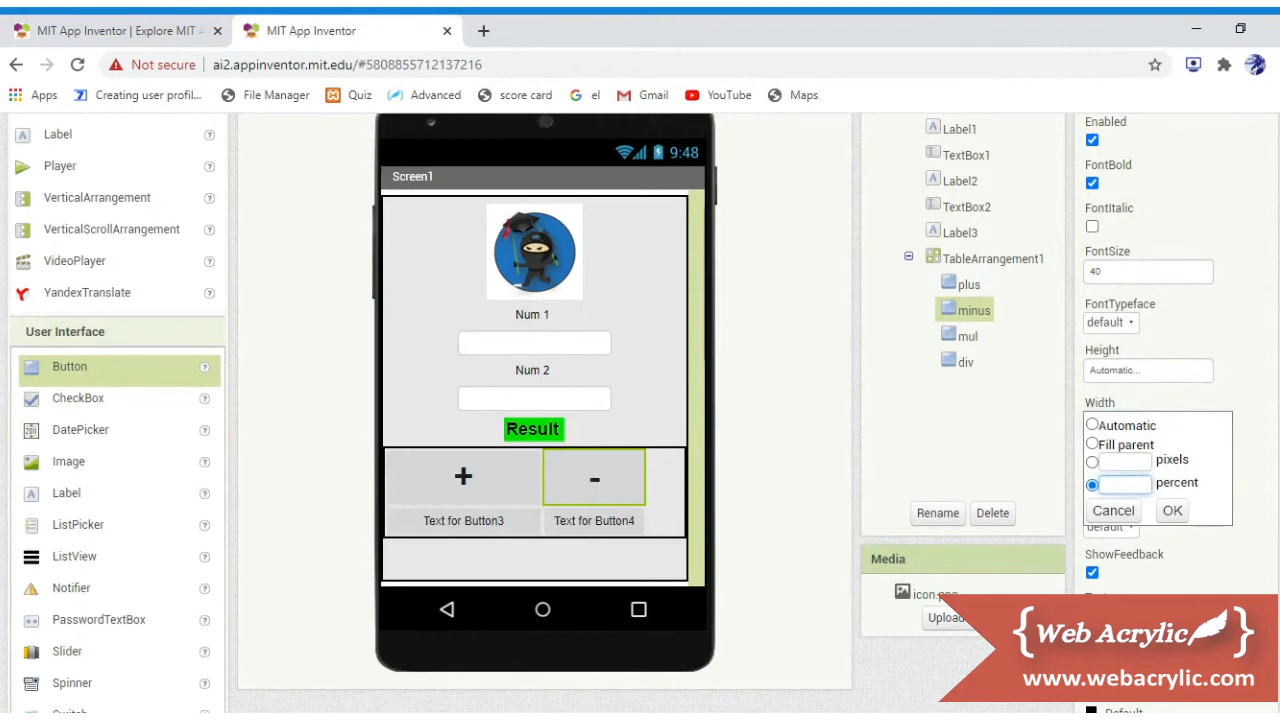 MIT App Inventor | Explore MIT A
MIT App Inventor
Not secure
ai2.appinventor.mit.edu/#5808855712137216
Apps
Creating user profil...
File Manager
Quiz
Advanced
score card
el
Gmail
YouTube
Maps
Label
Player
VerticalArrangement
VerticalScrollArrangement
VideoPlayer
YandexTranslate
User Interface
Button
CheckBox
DatePicker
Image
Label
ListPicker
ListView
Notifier
PasswordTextBox
Slider
Spinner
Switch
9:48
Screen1
Num 1
Num 2
Result
+
-
Text for Button3
Text for Button4
Label1
TextBox1
Label2
TextBox2
Label3
TableArrangement1
plus
minus
mul
div
Rename
Delete
Media
icon.png
Upload
Enabled
FontBold
FontItalic
FontSize
40
FontTypeface
default
Height
Automatic...
Width
Automatic
Fill parent
pixels
percent
Cancel
OK
default
ShowFeedback
Default
{Web Acrylic}
www.webacrylic.com